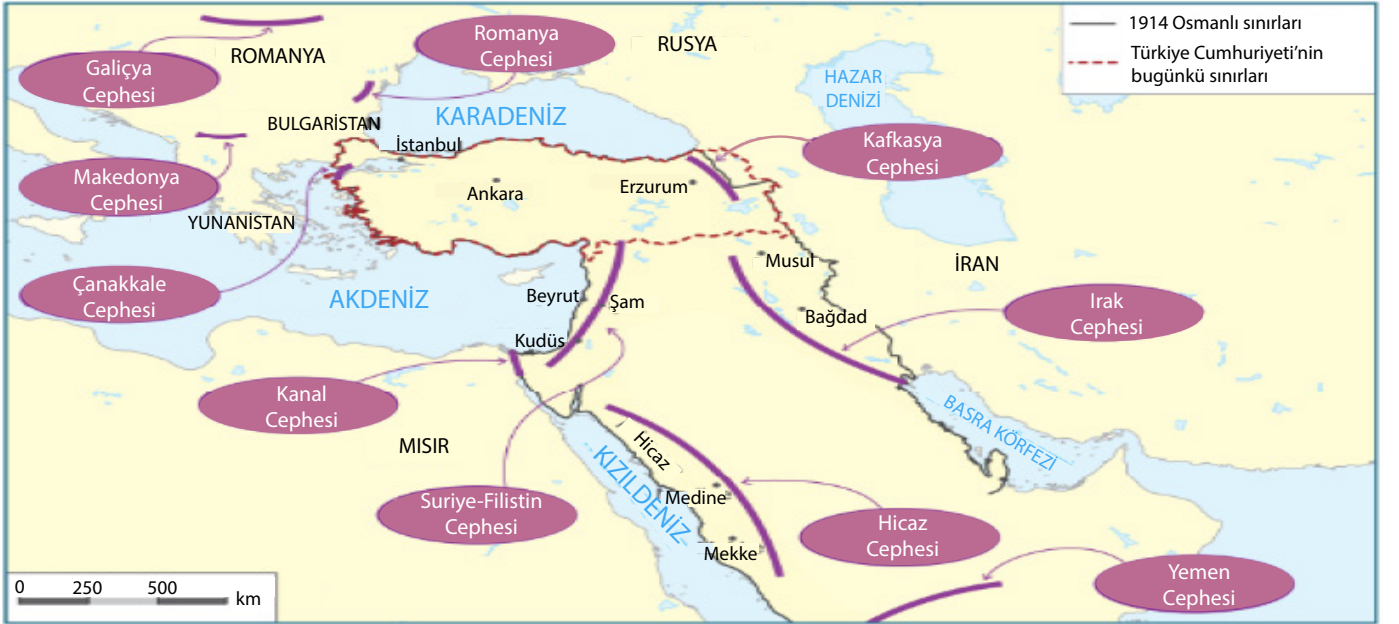 1914 Osmanlı sınırları
Türkiye Cumhuriyeti’nin
bugünkü sınırları
Galiçya
Cephesi
ROMANYA
Romanya
Cephesi
RUSYA
HAZAR
DENİZİ
KARADENİZ
BULGARİSTAN
İstanbul
Kafkasya
Cephesi
Makedonya
Cephesi
Ankara
Erzurum
YUNANİSTAN
Çanakkale
Cephesi
AKDENİZ
Musul
İRAN
Beyrut
Şam
Bağdad
Irak
Cephesi
Kudüs
Kanal
Cephesi
MISIR
Hicaz
BASRA KÖRFEZİ
KIZILDENİZ
Suriye-Filistin
Cephesi
Medine
Hicaz
Cephesi
Mekke
Yemen
Cephesi
0 250 500
km